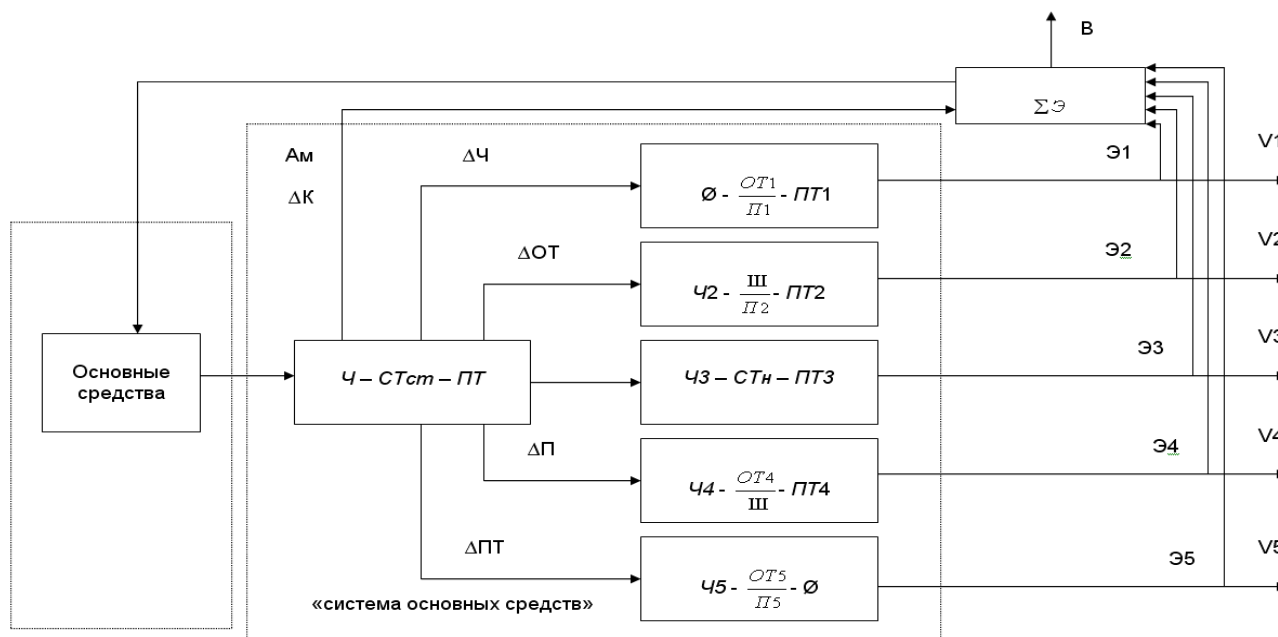 В
ΣЭ
V1
Ам
ΔЧ
Э1
ΔК
Ø - ОТ1/П1 - ПТ1
V2
ΔОТ
Э2
Ч2 - Ш/П2 - ПТ2
V3
Э3
Основные
средства
Ч – СТст – ПТ
Ч3 – СТн – ПТ3
V4
ΔП
Э4
Ч4 - ОТ4/Ш - ПТ4
V5
ΔПТ
Э5
Ч5 - ОТ5/П5 - Ø
«система основных средств»